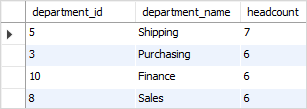 department_id department_name headcount
5 Shipping 7
3 Purchasing 6
10 Finance 6
8 Sales 6